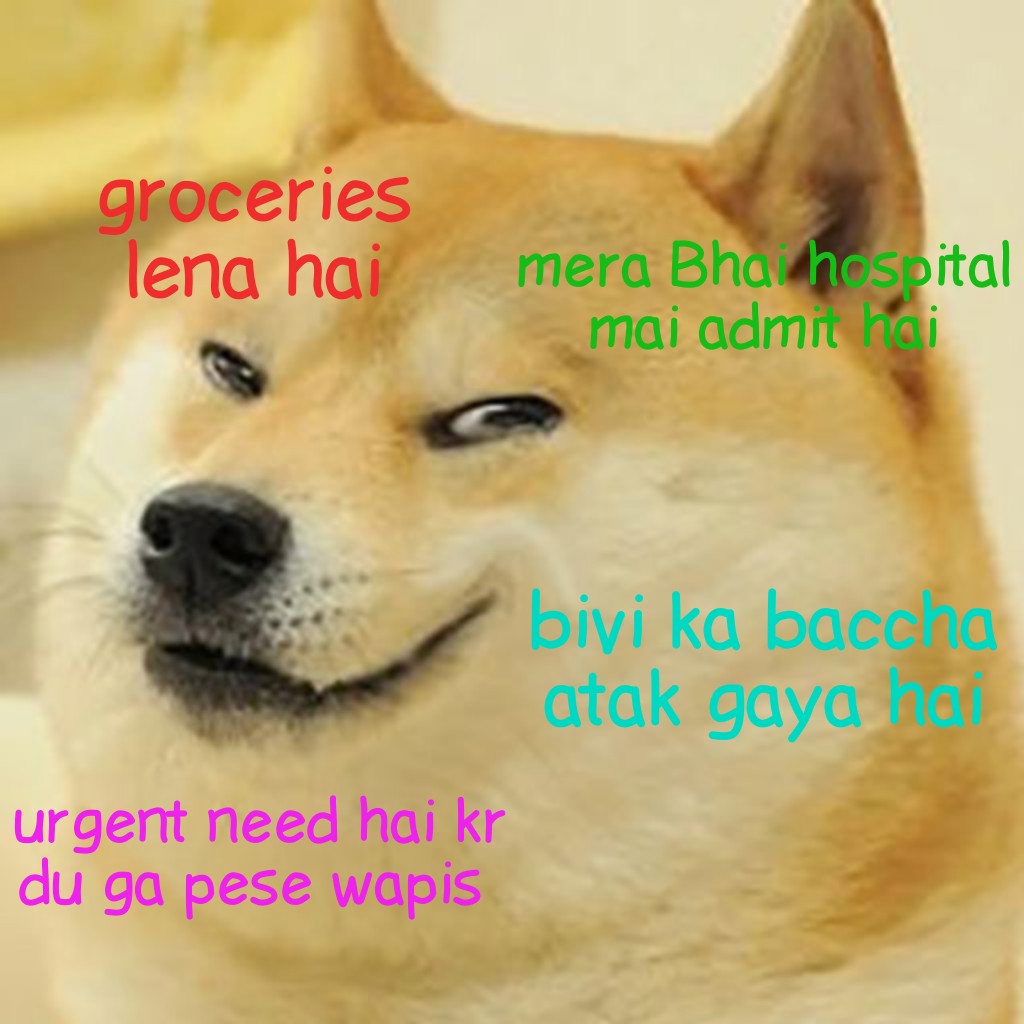 groceries
lena hai
mera Bhai hospital
mai admit hai
bivi ka baccha
atak gaya hai
urgent need hai kr
du ga pese wapis